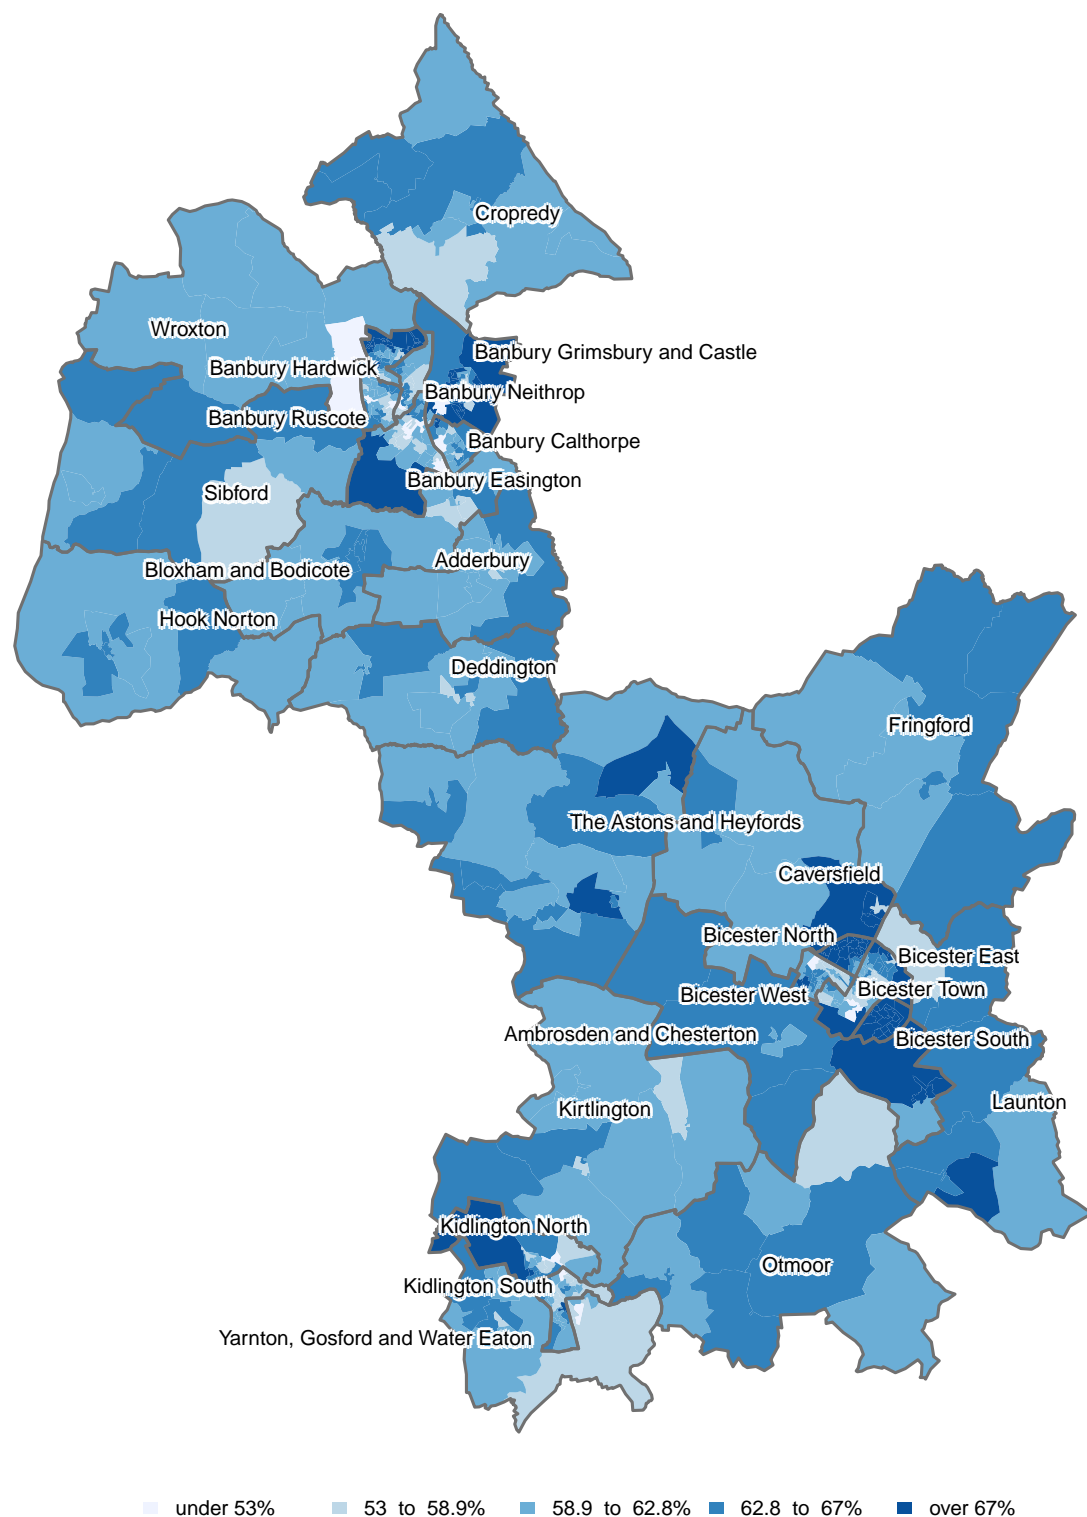 Cropredy
Wroxton
Banbury Grimsbury and Castle
Banbury Hardwick
Banbury Neithrop
Banbury Ruscote
Banbury Calthorpe
Banbury Easington
Sibford
Adderbury
Bloxham and Bodicote
Hook Norton
Deddington
Fringford
The Astons and Heyfords
Caversfield
Bicester North
Bicester East
Bicester Town
Bicester West
Ambrosden and Chesterton
Bicester South
Launton
Kirtlington
Kidlington North
Otmoor
Kidlington South
Yarnton, Gosford and Water Eaton
under 53% 53 to 58.9% 58.9 to 62.8% 62.8 to 67% over 67%